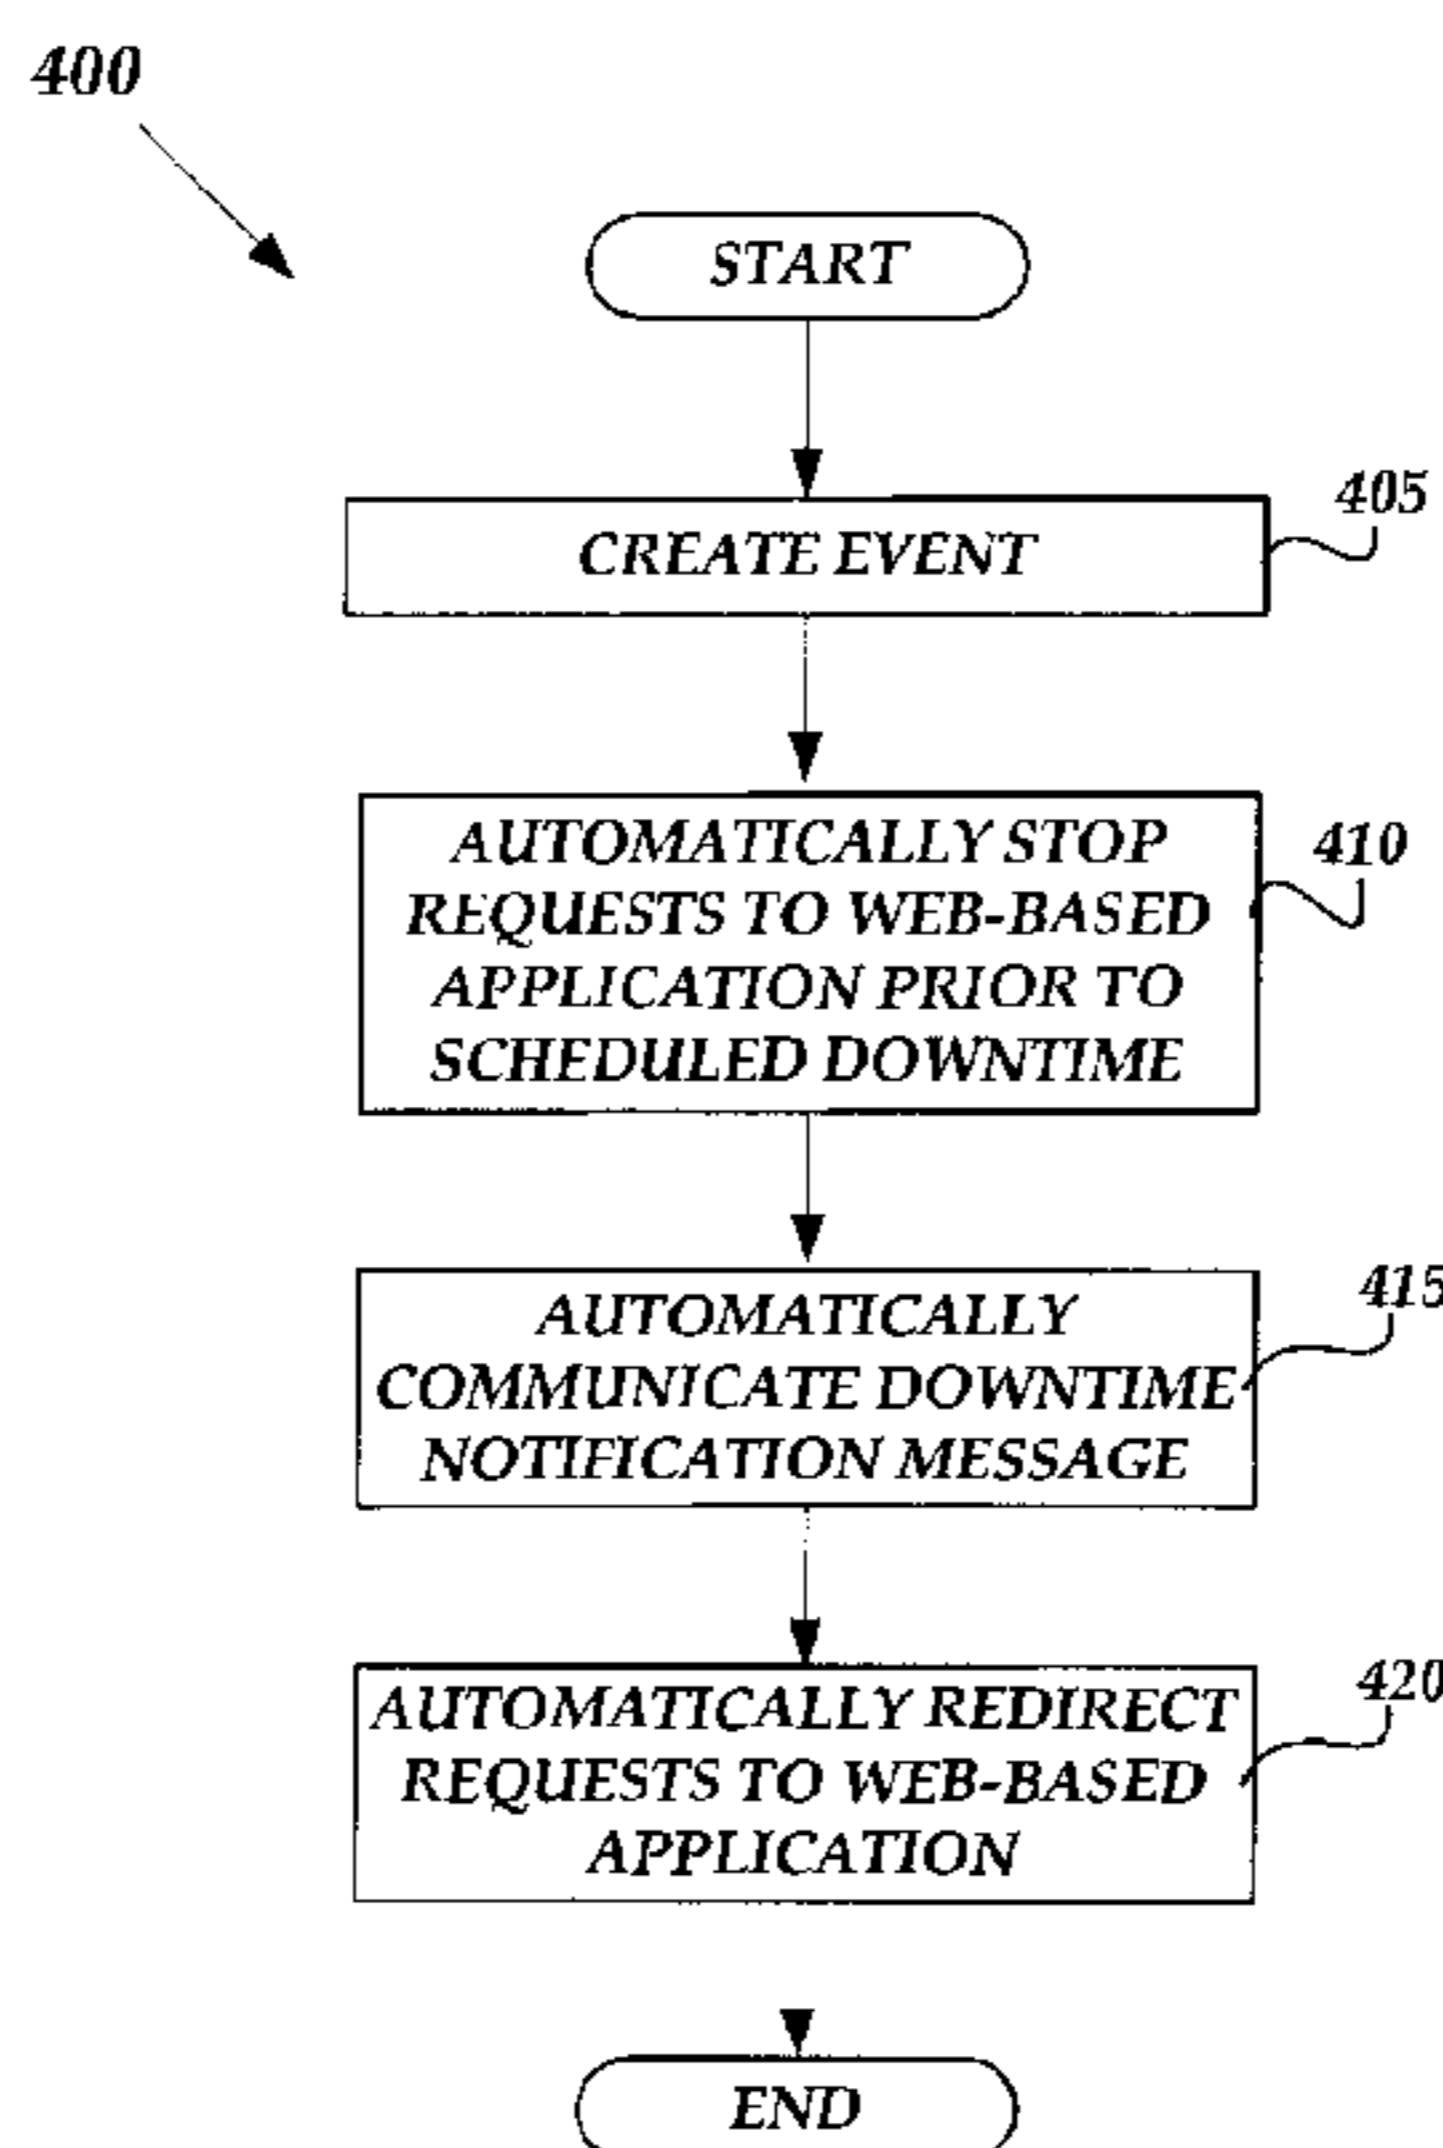 400
START
CREATE EVENT
405
AUTOMATICALLY STOP
REQUESTS TO WEB-BASED
APPLICATION PRIOR TO
SCHEDULED DOWNTIME
410
AUTOMATICALLY
COMMUNICATE DOWNTIME
NOTIFICATION MESSAGE
415
AUTOMATICALLY REDIRECT
REQUESTS TO WEB-BASED
APPLICATION
420
END